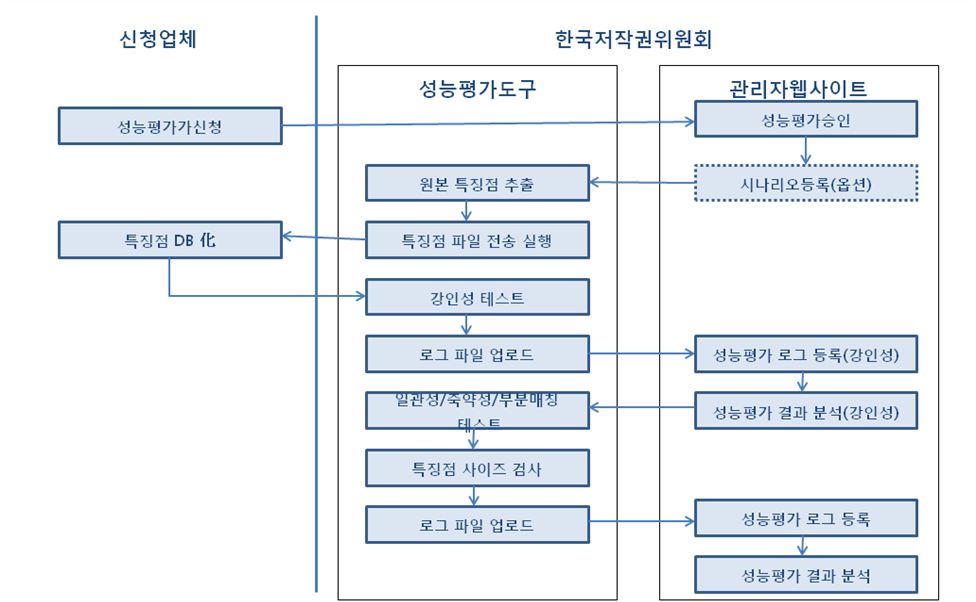 신청업체
한국저작권위원회
성능평가도구
관리자웹사이트
성능평가가신청
성능평가승인
원본 특징점 추출
시나리오등록(옵션)
특징점 DB 化
특징점 파일 전송 실행
강인성 테스트
로그 파일 업로드
성능평가 로그 등록(강인성)
일관성/축약성/부분매칭
테스트
성능평가 결과 분석(강인성)
특징점 사이즈 검사
로그 파일 업로드
성능평가 로그 등록
성능평가 결과 분석